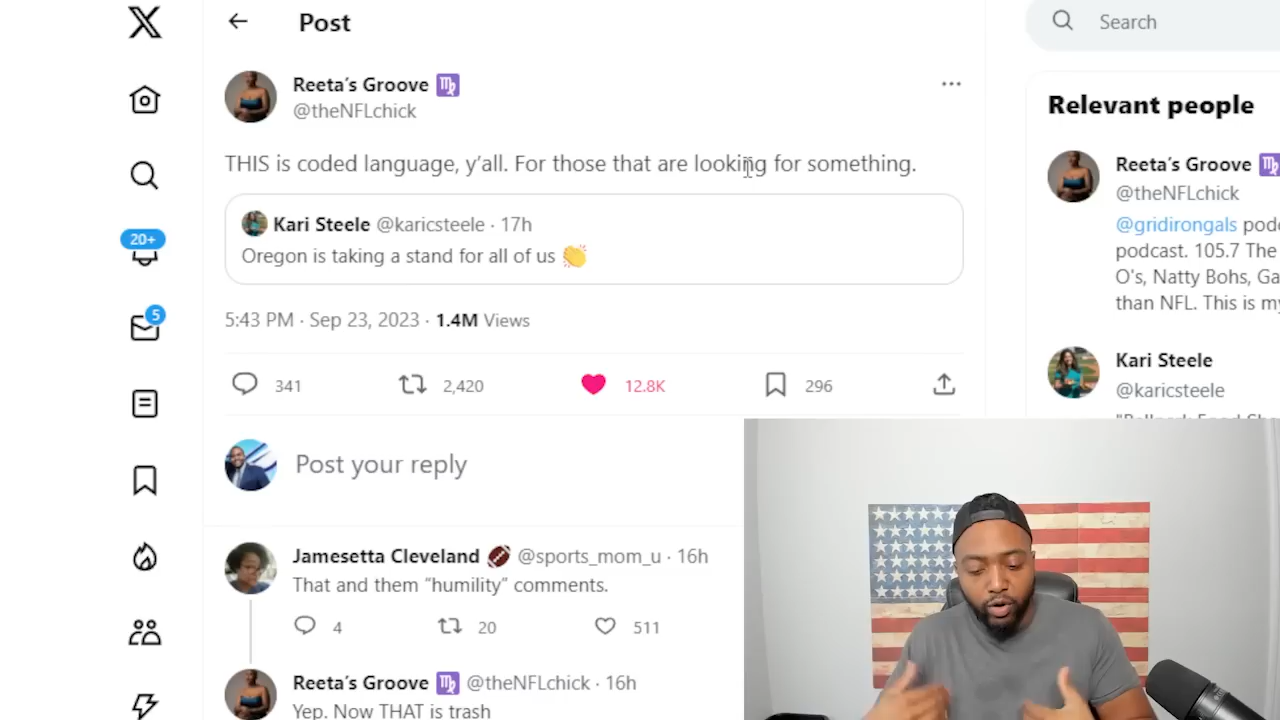 Post
Search
Reeta's Groove ♍
@theNFLchick
THIS is coded language, y'all. For those that are looking for something.
Kari Steele @karicsteele · 17h
Oregon is taking a stand for all of us 👏
5:43 PM · Sep 23, 2023 · 1.4M Views
341 2,420 12.8K 296
Post your reply
Jamesetta Cleveland 🏈 @sports_mom_u · 16h
That and them “humility” comments.
4 20 511
Reeta's Groove ♍ @theNFLchick · 16h
Yep. Now THAT is trash
20+
5
Relevant people
Reeta's Groove ♍
@theNFLchick
@gridirongals
podcast. 105.7 The
O's, Natty Bohs,
than NFL. This is
Kari Steele
@karicsteele